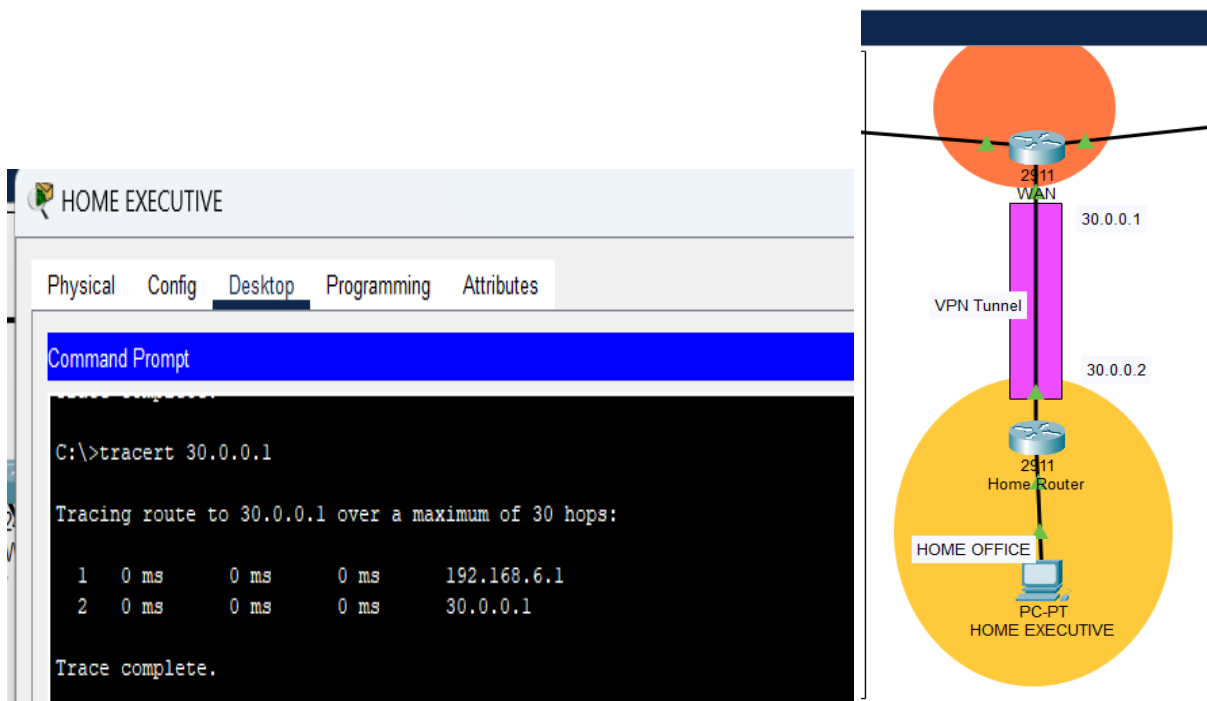 HOME EXECUTIVE
Physical Config Desktop Programming Attributes
Command Prompt
C:\>tracert 30.0.0.1
Tracing route to 30.0.0.1 over a maximum of 30 hops:
1 0 ms 0 ms 0 ms 192.168.6.1
2 0 ms 0 ms 0 ms 30.0.0.1
Trace complete.
2911
WAN
30.0.0.1
VPN Tunnel
30.0.0.2
2911
Home Router
HOME OFFICE
PC-PT
HOME EXECUTIVE